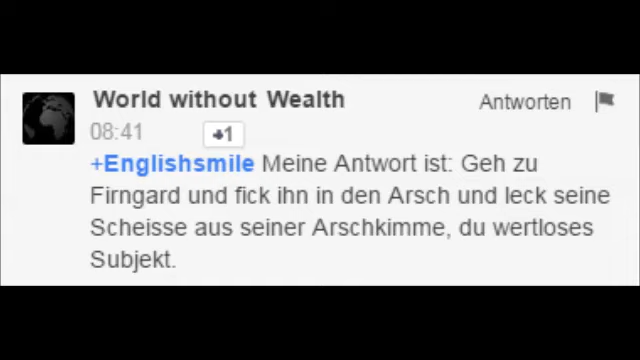 World without Wealth
Antworten
08:41
+1
+Englishsmile Meine Antwort ist: Geh zu
Firngard und fick ihn in den Arsch und leck seine
Scheisse aus seiner Arschkimme, du wertloses
Subjekt.